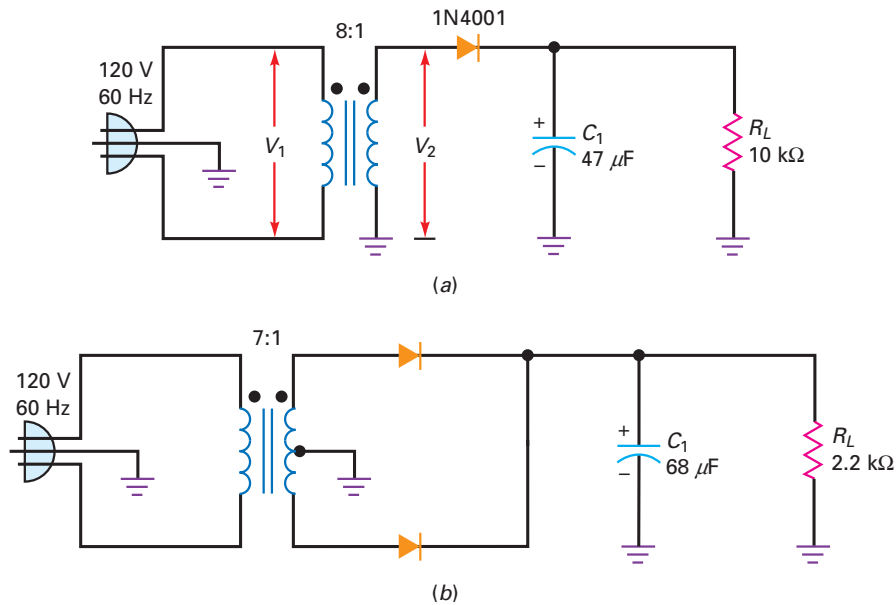 8:1
1N4001
120 V
60 Hz
V1
V2
+
−
C1
47 μF
RL
10 kΩ
(a)
7:1
120 V
60 Hz
+
−
C1
68 μF
RL
2.2 kΩ
(b)